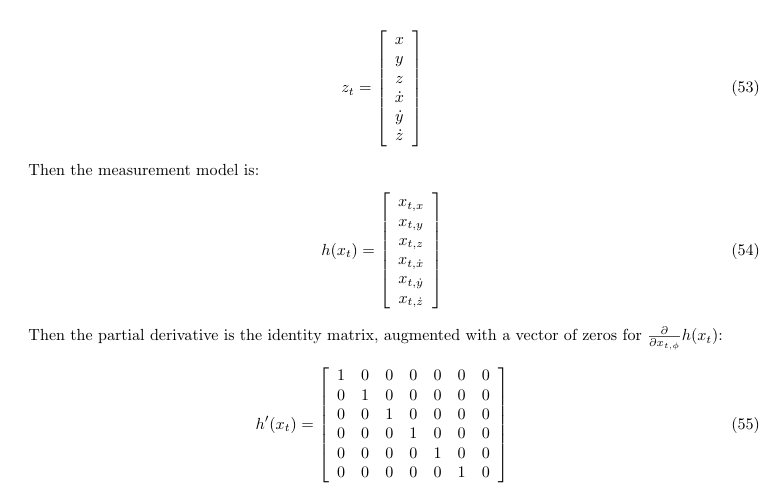 z_t = \begin{bmatrix} x \\ y \\ z \\ \dot{x} \\ \dot{y} \\ \dot{z} \end{bmatrix} (53)
Then the measurement model is:
h(x_t) = \begin{bmatrix} x_{t,x} \\ x_{t,y} \\ x_{t,z} \\ x_{t,\dot{x}} \\ x_{t,\dot{y}} \\ x_{t,\dot{z}} \end{bmatrix} (54)
Then the partial derivative is the identity matrix, augmented with a vector of zeros for \frac{\partial}{\partial x_{t,\phi}} h(x_t):
h'(x_t) = \begin{bmatrix} 1 & 0 & 0 & 0 & 0 & 0 & 0 \\ 0 & 1 & 0 & 0 & 0 & 0 & 0 \\ 0 & 0 & 1 & 0 & 0 & 0 & 0 \\ 0 & 0 & 0 & 1 & 0 & 0 & 0 \\ 0 & 0 & 0 & 0 & 1 & 0 & 0 \\ 0 & 0 & 0 & 0 & 0 & 1 & 0 \end{bmatrix} (55)